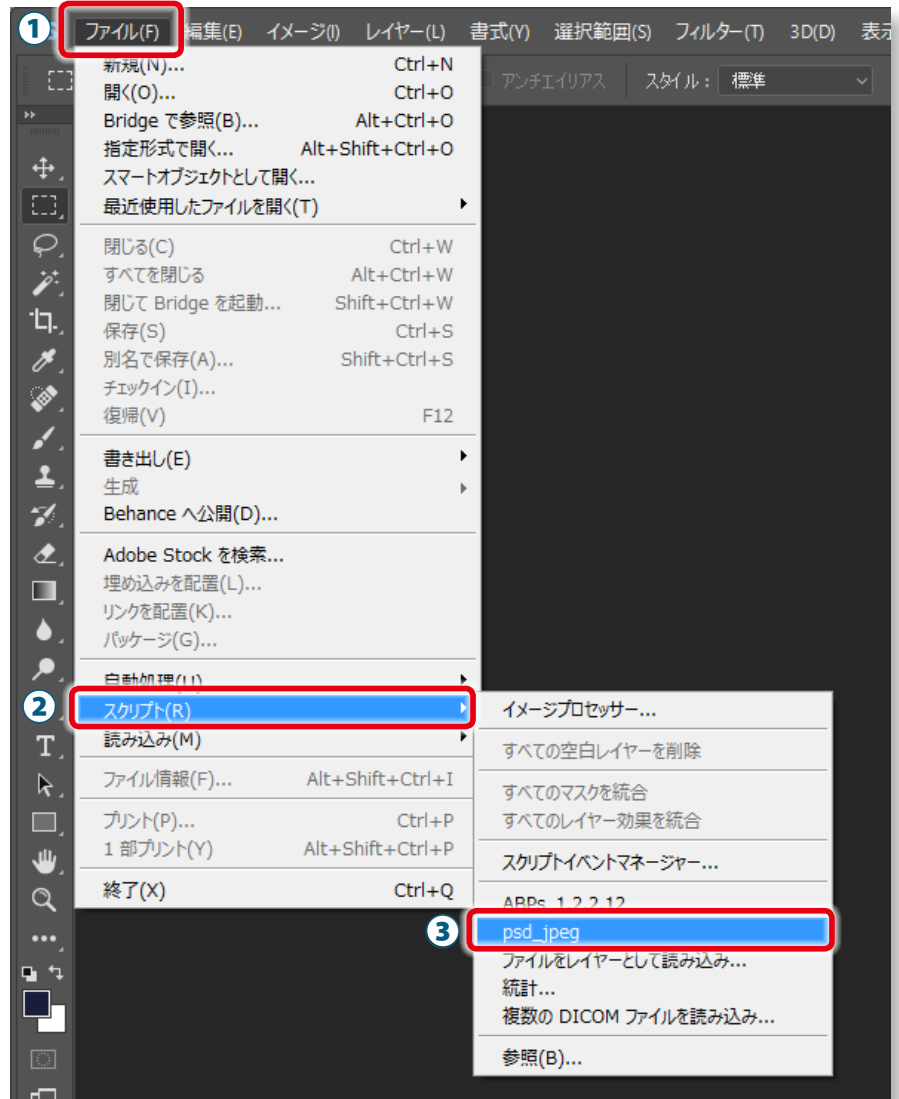 1 ファイル(F) 編集(E) イメージ(I) レイヤー(L) 書式(Y) 選択範囲(S) フィルター(T) 3D(D) 表示
アンチエイリアス スタイル： 標準
新規(N)... Ctrl+N
開く(O)... Ctrl+O
Bridge で参照(B)... Alt+Ctrl+O
指定形式で開く... Alt+Shift+Ctrl+O
スマートオブジェクトとして開く...
最近使用したファイルを開く(T)
閉じる(C) Ctrl+W
すべてを閉じる Alt+Ctrl+W
閉じて Bridge を起動... Shift+Ctrl+W
保存(S) Ctrl+S
別名で保存(A)... Shift+Ctrl+S
チェックイン(I)...
復帰(V) F12
書き出し(E)
生成
Behance へ公開(D)...
Adobe Stock を検索...
埋め込みを配置(L)...
リンクを配置(K)...
パッケージ(G)...
自動処理(U)
2 スクリプト(R)
読み込み(M)
ファイル情報(F)... Alt+Shift+Ctrl+I
プリント(P)... Ctrl+P
1 部プリント(Y) Alt+Shift+Ctrl+P
終了(X) Ctrl+Q
イメージプロセッサー...
すべての空白レイヤーを削除
すべてのマスクを統合
すべてのレイヤー効果を統合
スクリプトイベントマネージャー...
ABPs_1.2.2.12
3 psd_jpeg
ファイルをレイヤーとして読み込み...
統計...
複数の DICOM ファイルを読み込み...
参照(B)...